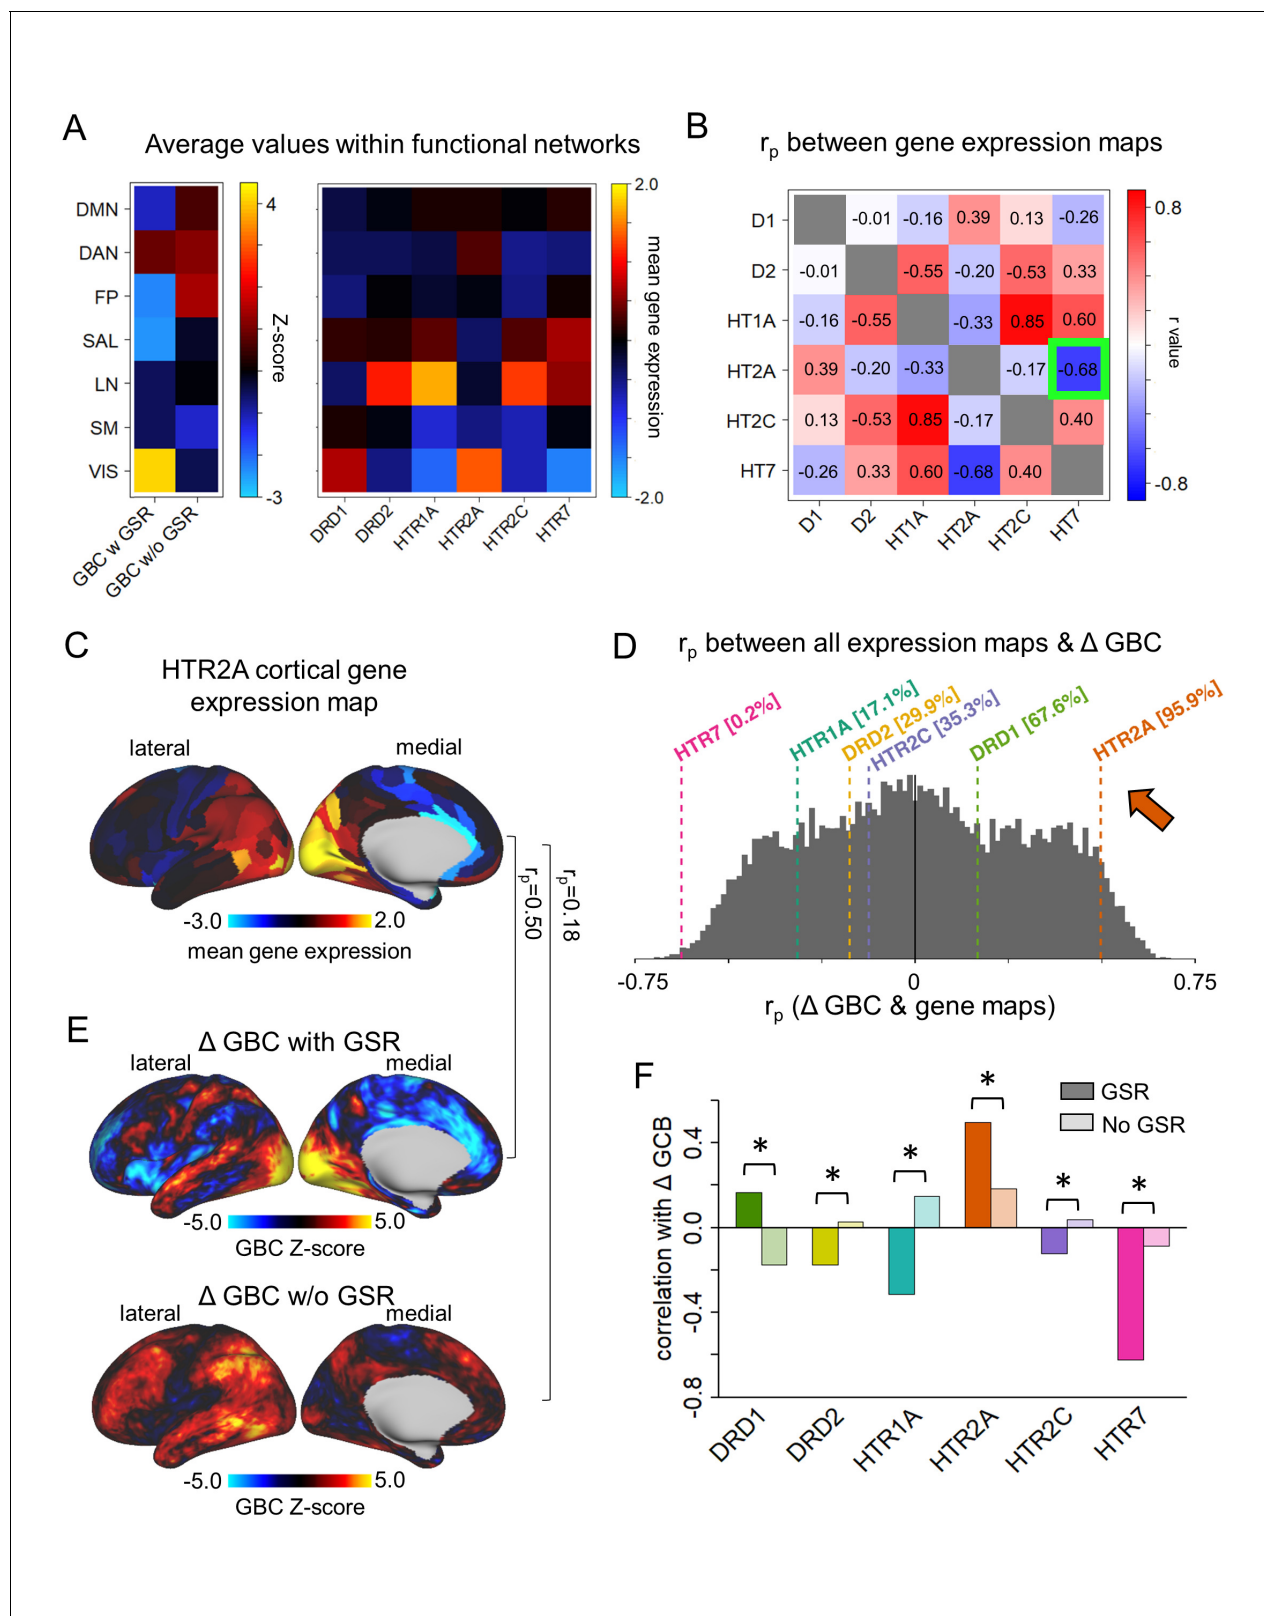 A
Average values within functional networks
DMN
DAN
FP
SAL
LN
SM
VIS
GBC w GSR
GBC w/o GSR
4
-3
Z-score
DRD1
DRD2
HTR1A
HTR2A
HTR2C
HTR7
2.0
-2.0
mean gene expression
B
rp between gene expression maps
D1 -0.01 -0.16 0.39 0.13 -0.26
D2 -0.01 -0.55 -0.20 -0.53 0.33
HT1A -0.16 -0.55 -0.33 0.85 0.60
HT2A 0.39 -0.20 -0.33 -0.17 -0.68
HT2C 0.13 -0.53 0.85 -0.17 0.40
HT7 -0.26 0.33 0.60 -0.68 0.40
D1
D2
HT1A
HT2A
HT2C
HT7
0.8
-0.8
r value
C
HTR2A cortical gene
expression map
lateral
medial
-3.0
2.0
mean gene expression
rp=0.50
rp=0.18
D
rp between all expression maps & Δ GBC
HTR7 [0.2%]
HTR1A [17.1%]
DRD2 [29.9%]
HTR2C [35.3%]
DRD1 [67.6%]
HTR2A [95.9%]
-0.75
0
0.75
rp (Δ GBC & gene maps)
E
Δ GBC with GSR
lateral
medial
-5.0
5.0
GBC Z-score
Δ GBC w/o GSR
lateral
medial
-5.0
5.0
GBC Z-score
F
GSR
No GSR
correlation with Δ GCB
0.4
0.0
-0.4
-0.8
*
*
*
*
*
*
DRD1
DRD2
HTR1A
HTR2A
HTR2C
HTR7